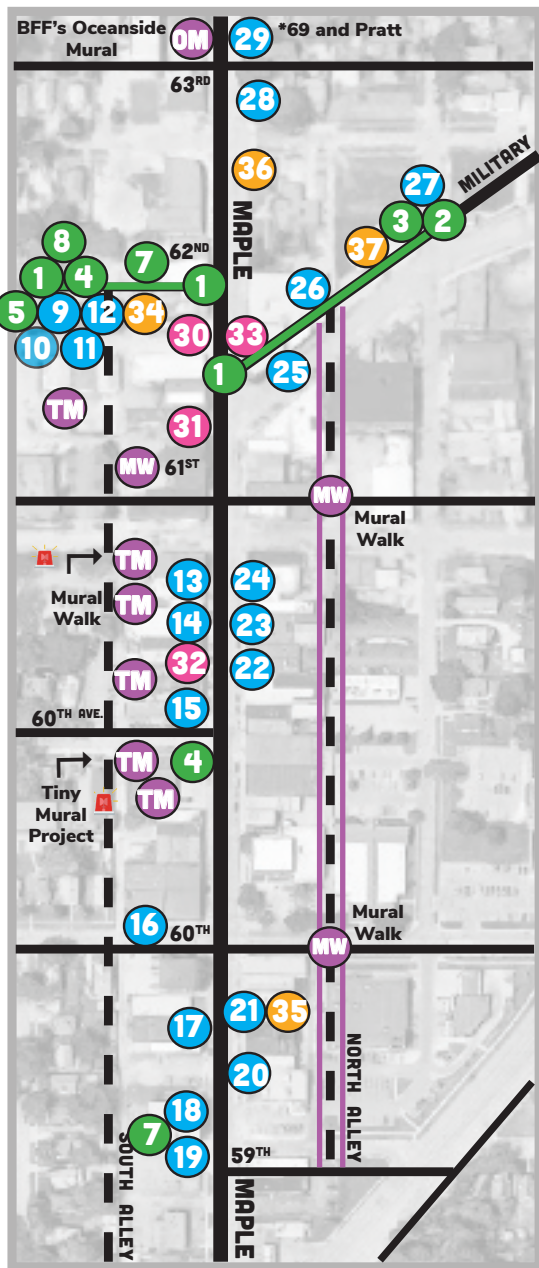 BFF's Oceanside
Mural
OM
29
*69 and Pratt
63RD
28
36
MAPLE
MILITARY
27
3
2
37
8
7
62ND
1
4
1
26
5
9
12
34
30
33
10
11
1
25
TM
31
MW
61ST
MW
Mural
Walk
TM
13
24
Mural
Walk
TM
14
23
32
22
TM
15
60TH AVE.
TM
4
Tiny
Mural
Project
TM
M
16
60TH
Mural
Walk
MW
21
35
17
NORTH ALLEY
20
18
7
19
59TH
SOUTH ALLEY
MAPLE